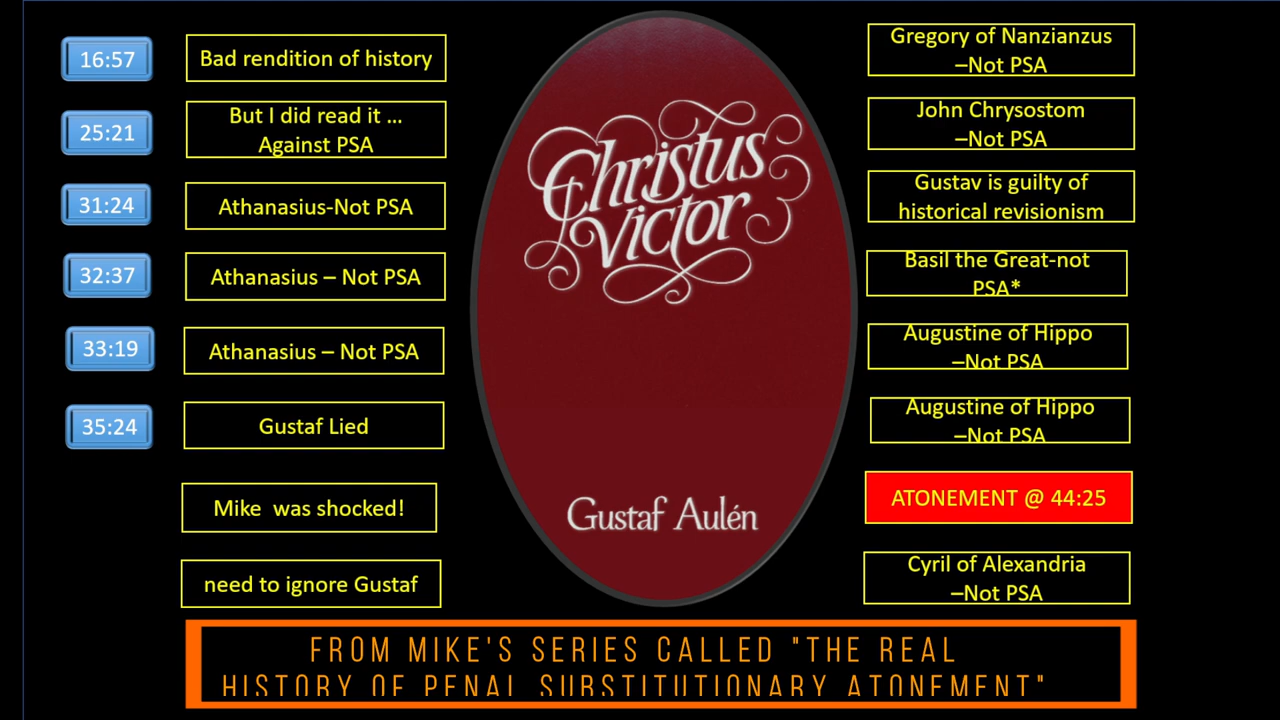 16:57
Bad rendition of history
25:21
But I did read it ...
Against PSA
31:24
Athanasius-Not PSA
32:37
Athanasius – Not PSA
33:19
Athanasius – Not PSA
35:24
Gustaf Lied
Mike was shocked!
need to ignore Gustaf
Christus
Victor
Gustaf Aulén
Gregory of Nanzianzus
–Not PSA
John Chrysostom
–Not PSA
Gustav is guilty of
historical revisionism
Basil the Great-not
PSA*
Augustine of Hippo
–Not PSA
Augustine of Hippo
–Not PSA
ATONEMENT @ 44:25
Cyril of Alexandria
–Not PSA
FROM MIKE'S SERIES CALLED "THE REAL
HISTORY OF PENAL SUBSTITUTIONARY ATONEMENT"